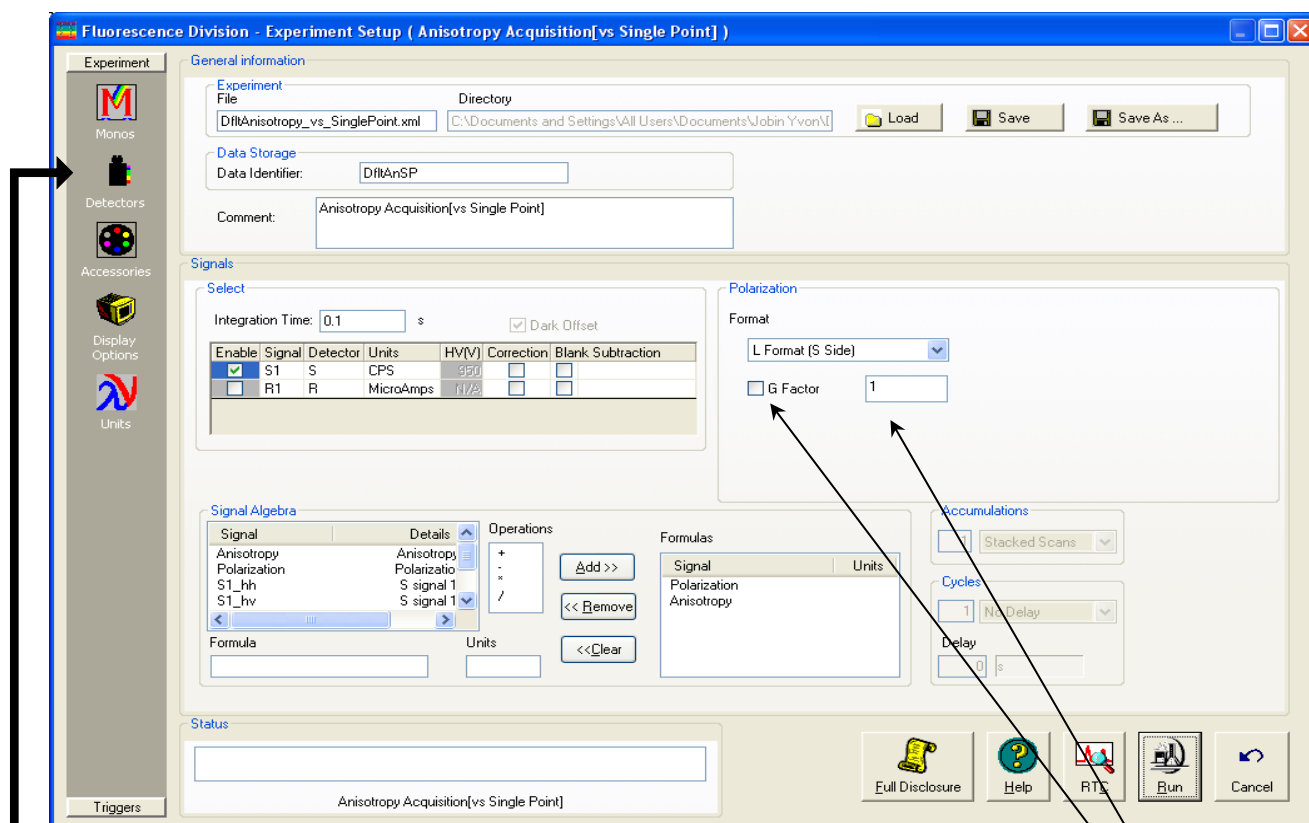 Fluorescence Division - Experiment Setup ( Anisotropy Acquisition[vs Single Point] )
Experiment
Monos
Detectors
Accessories
Display
Options
Units
Triggers
General information
Experiment
File
Directory
DfltAnisotropy_vs_SinglePoint.xml
C:\Documents and Settings\All Users\Documents\Jobin Yvon\
Load
Save
Save As ...
Data Storage
Data Identifier:
DfltAnSP
Comment:
Anisotropy Acquisition[vs Single Point]
Signals
Select
Integration Time:
0.1
s
Dark Offset
Enable Signal Detector Units HV(V) Correction Blank Subtraction
S1 S CPS 950
R1 R MicroAmps N/A
Polarization
Format
L Format (S Side)
G Factor
1
Signal Algebra
Signal Details
Anisotropy Anisotropy
Polarization Polarizatio
S1_hh S signal 1
S1_hv S signal 1
Operations
+
-
*
/
Add >>
<< Remove
<<Clear
Formula
Units
Formulas
Signal Units
Polarization
Anisotropy
Accumulations
1 Stacked Scans
Cycles
1 No Delay
Delay
0 s
Status
Anisotropy Acquisition[vs Single Point]
Full Disclosure
Help
RTC
Run
Cancel